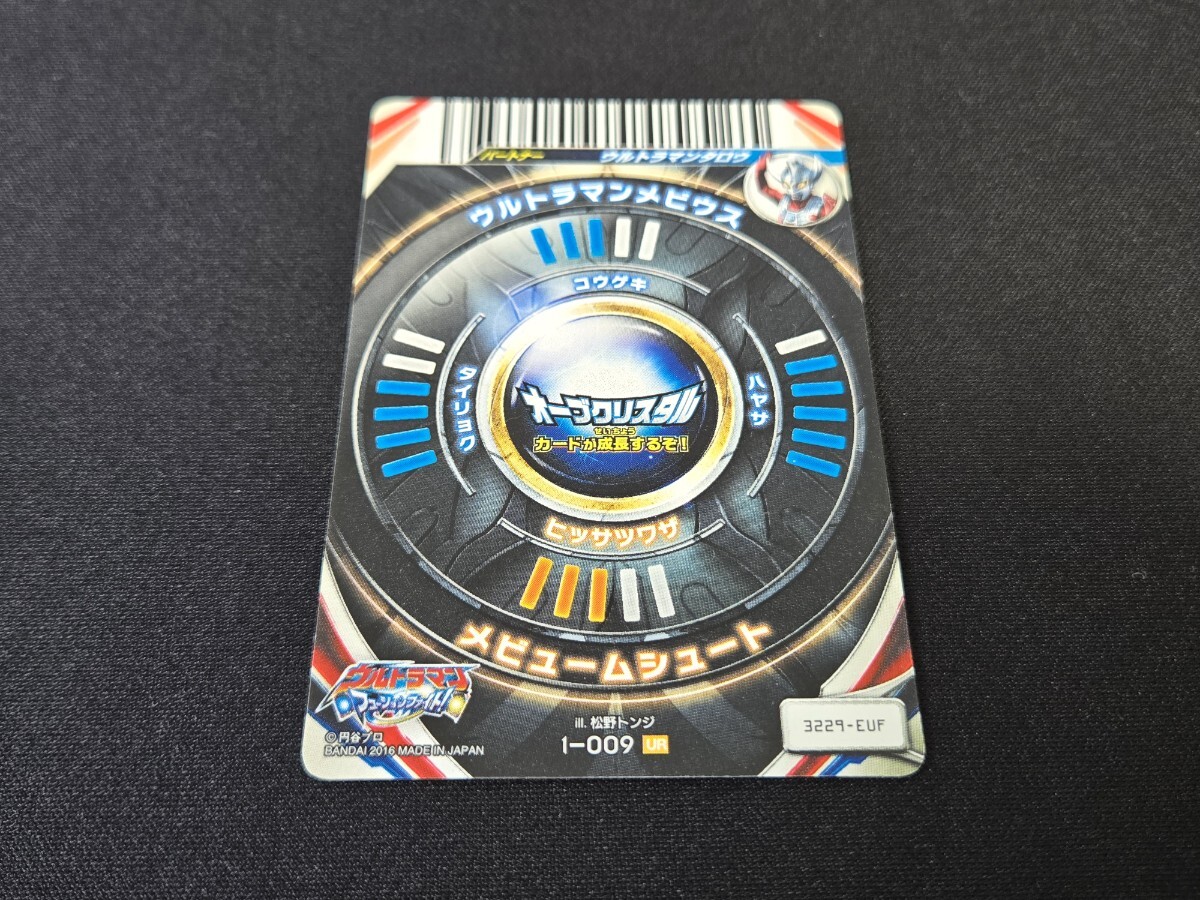 パートナー ウルトラマンタロウ
ウルトラマンメビウス
コウゲキ
タイリョク
ハヤサ
オーブクリスタル
せいちょう
カードが成長するぞ!
ヒッサツワザ
メビュームシュート
ウルトラマン
フュージョンファイト!
ill. 松野トンジ
© 円谷プロ
BANDAI 2016 MADE IN JAPAN
1-009 UR
3229-EUF